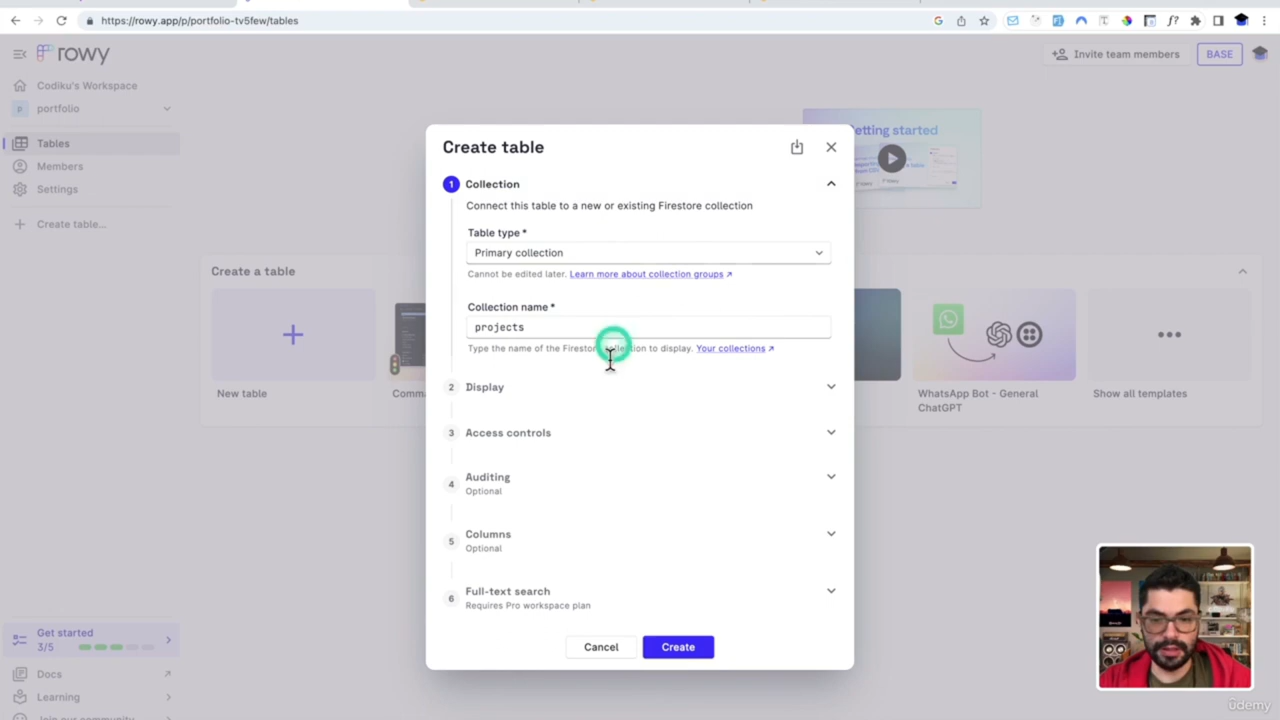 https://rowy.app/p/portfolio-tv5few/tables
rowy
Invite team members
BASE
Codiku's Workspace
p portfolio
Tables
Members
Settings
Create table...
etting started
Create a table
New table
Comma
WhatsApp Bot - General
ChatGPT
Show all templates
Create table
1 Collection
Connect this table to a new or existing Firestore collection
Table type *
Primary collection
Cannot be edited later. Learn more about collection groups
Collection name *
projects
Type the name of the Firestore collection to display. Your collections
2 Display
3 Access controls
4 Auditing
Optional
5 Columns
Optional
6 Full-text search
Requires Pro workspace plan
Cancel
Create
Get started
3/5
Docs
Learning
Join our community
ûdemy